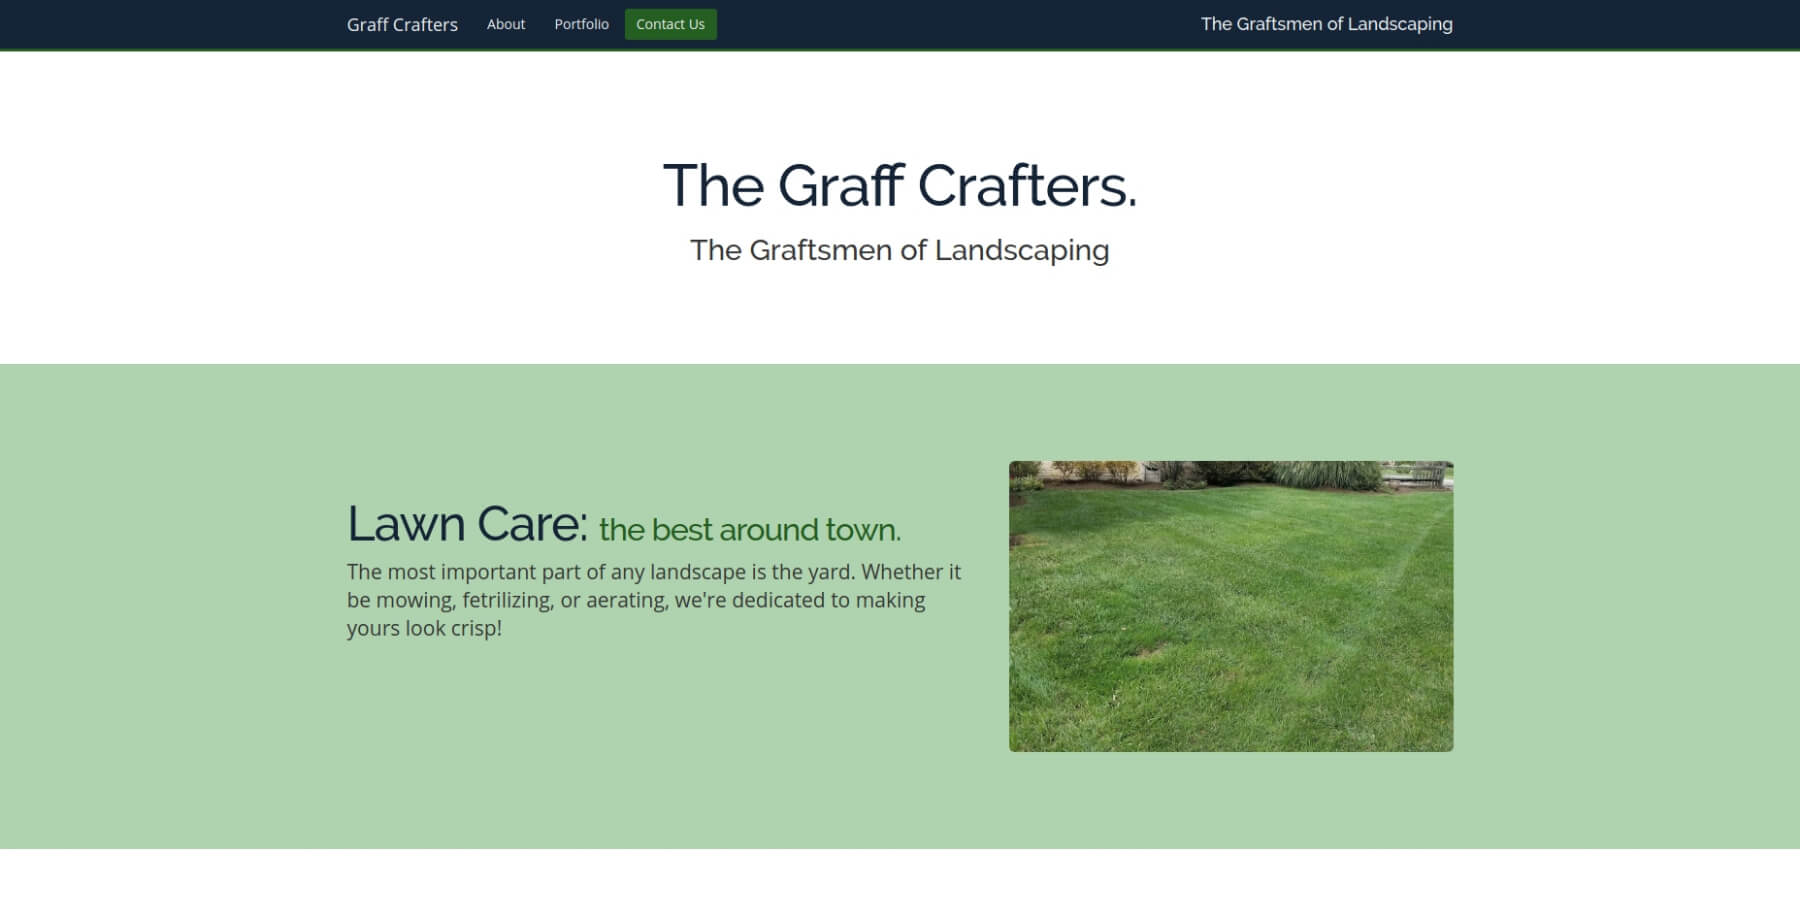 Graff Crafters About Portfolio Contact Us The Graftsmen of Landscaping
The Graff Crafters.
The Graftsmen of Landscaping
Lawn Care: the best around town.
The most important part of any landscape is the yard. Whether it
be mowing, fetrilizing, or aerating, we're dedicated to making
yours look crisp!